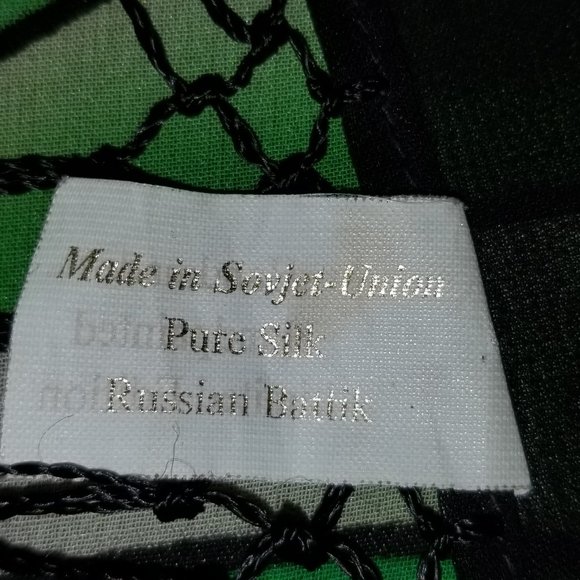 Made in Sovjet-Union
Pure Silk
Russian Battik